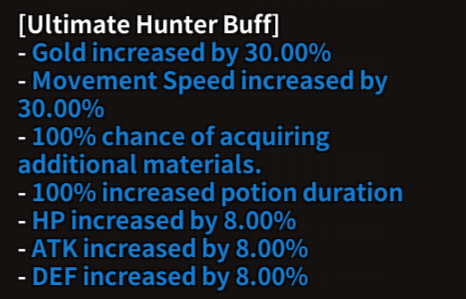 [Ultimate Hunter Buff]
- Gold increased by 30.00%
- Movement Speed increased by
30.00%
- 100% chance of acquiring
additional materials.
- 100% increased potion duration
- HP increased by 8.00%
- ATK increased by 8.00%
- DEF increased by 8.00%